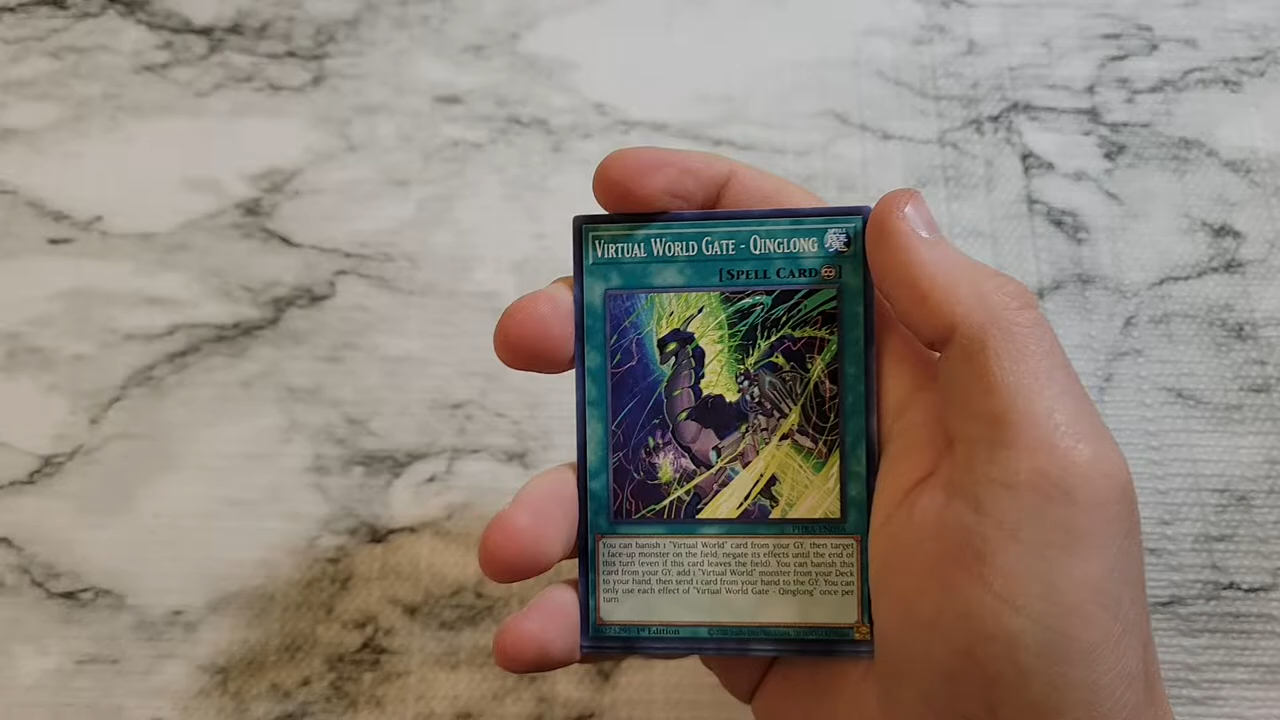 VIRTUAL WORLD GATE - QINGLONG
SPELL
魔
[SPELL CARD]
PHRA-EN056
You can banish 1 "Virtual World" card from your GY, then target
1 face-up monster on the field; negate its effects until the end of
this turn (even if this card leaves the field). You can banish this
card from your GY; add 1 "Virtual World" monster from your Deck
to your hand, then send 1 card from your hand to the GY. You can
only use each effect of "Virtual World Gate - Qinglong" once per
turn.
1st Edition